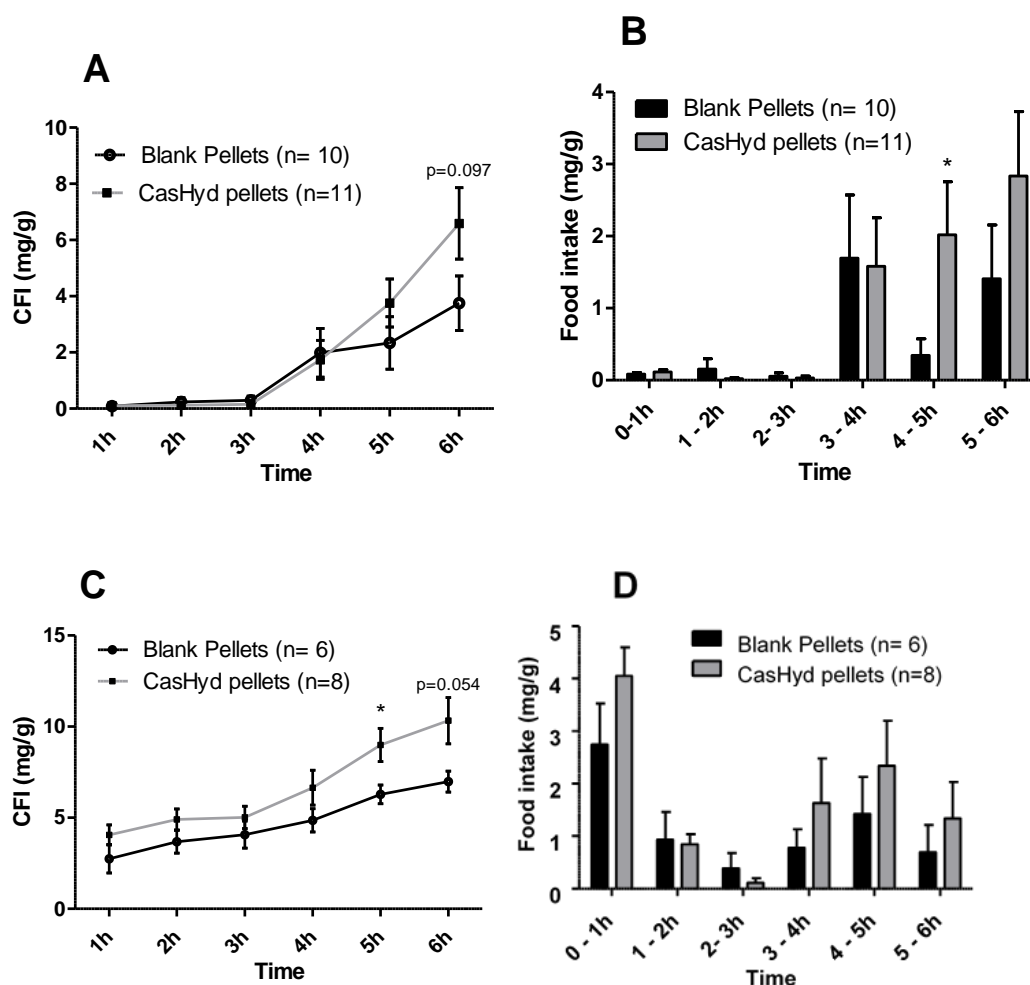 A
CFI (mg/g)
10
8
6
4
2
0
Blank Pellets (n= 10)
CasHyd pellets (n=11)
p=0.097
1h
2h
3h
4h
5h
6h
Time
B
Food intake (mg/g)
4
3
2
1
0
Blank Pellets (n= 10)
CasHyd pellets (n=11)
*
0-1h
1 - 2h
2- 3h
3 - 4h
4 - 5h
5 - 6h
Time
C
CFI (mg/g)
15
10
5
0
Blank Pellets (n= 6)
CasHyd pellets (n=8)
*
p=0.054
1h
2h
3h
4h
5h
6h
Time
D
Food intake (mg/g)
5
4
3
2
1
0
Blank Pellets (n= 6)
CasHyd pellets (n=8)
0 - 1h
1 - 2h
2- 3h
3 - 4h
4 - 5h
5 - 6h
Time